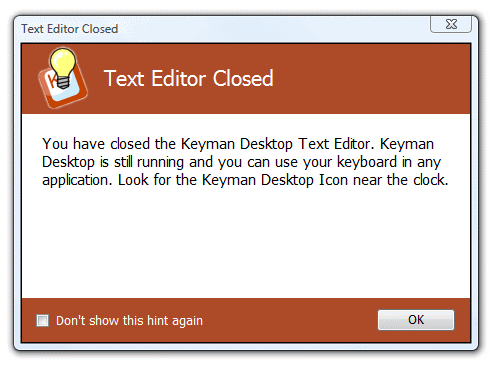 Text Editor Closed
Text Editor Closed
You have closed the Keyman Desktop Text Editor. Keyman
Desktop is still running and you can use your keyboard in any
application. Look for the Keyman Desktop Icon near the clock.
Don't show this hint again
OK